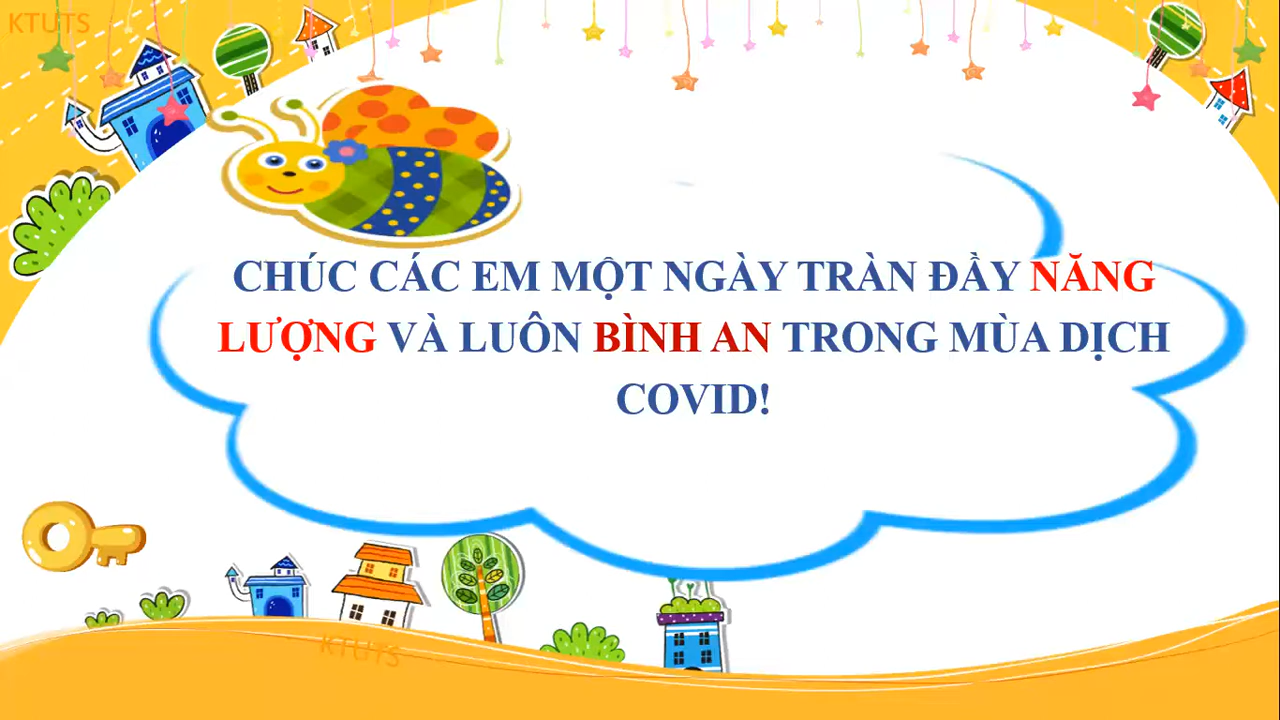 KTUTS
CHÚC CÁC EM MỘT NGÀY TRÀN ĐẦY NĂNG
LƯỢNG VÀ LUÔN BÌNH AN TRONG MÙA DỊCH
COVID!
KTUTS